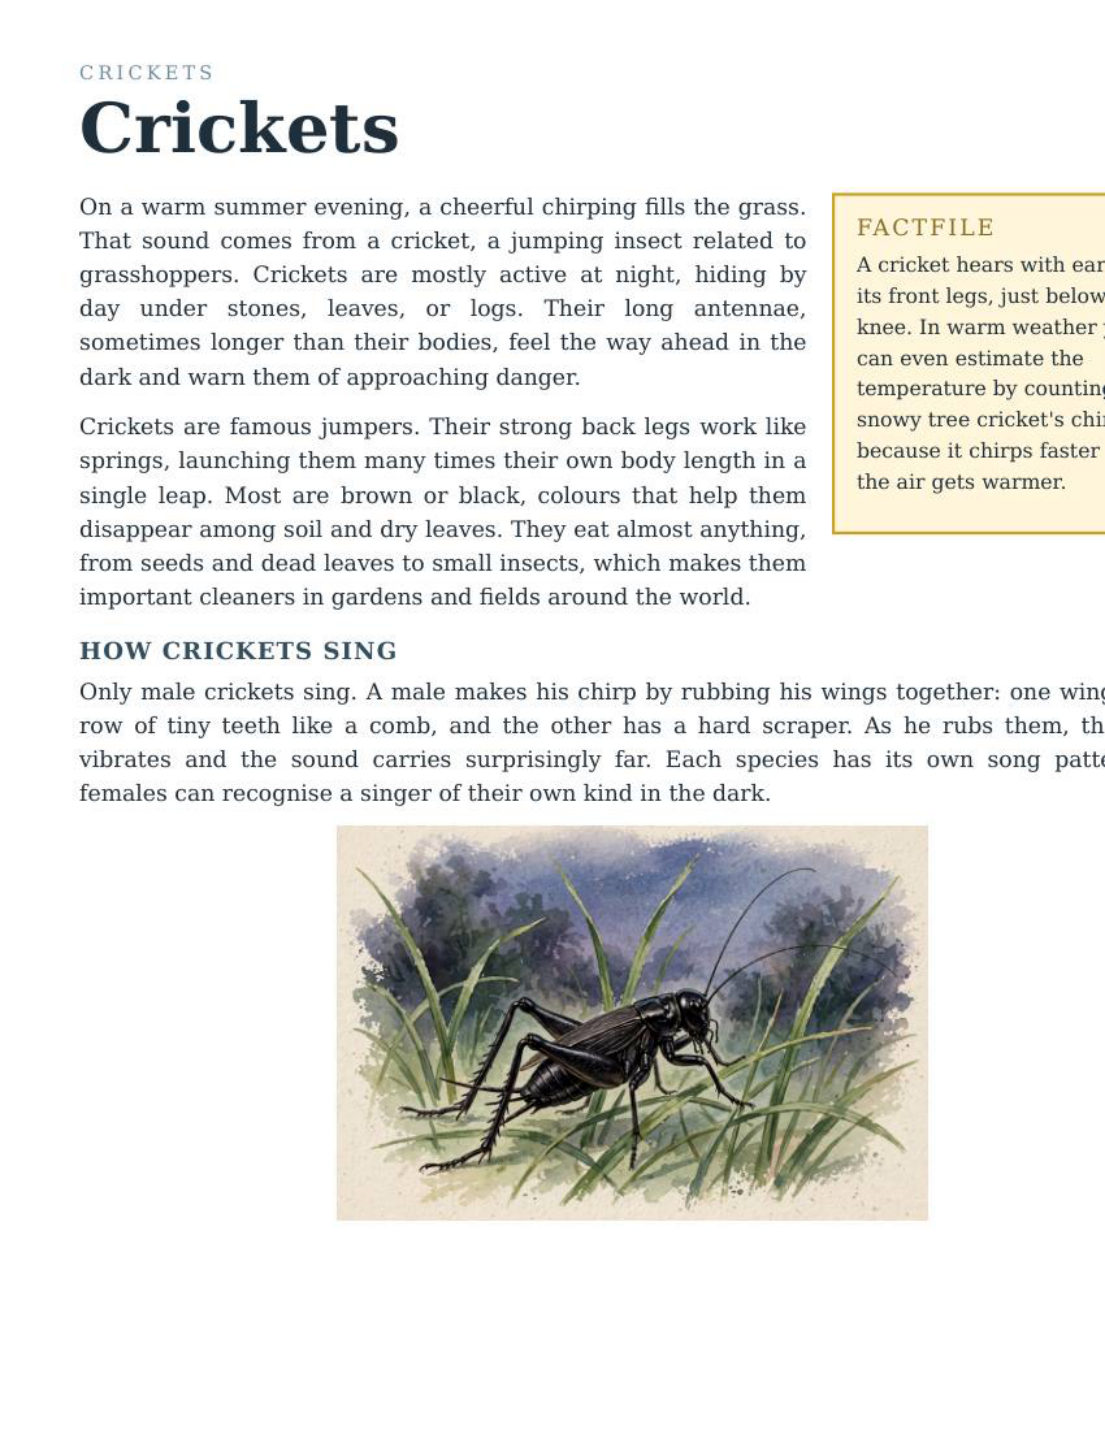 CRICKETS
Crickets
On a warm summer evening, a cheerful chirping fills the grass.
That sound comes from a cricket, a jumping insect related to
grasshoppers. Crickets are mostly active at night, hiding by
day under stones, leaves, or logs. Their long antennae,
sometimes longer than their bodies, feel the way ahead in the
dark and warn them of approaching danger.
Crickets are famous jumpers. Their strong back legs work like
springs, launching them many times their own body length in a
single leap. Most are brown or black, colours that help them
disappear among soil and dry leaves. They eat almost anything,
from seeds and dead leaves to small insects, which makes them
important cleaners in gardens and fields around the world.
FACTFILE
A cricket hears with
its front legs, just below
knee. In warm weather
can even estimate the
temperature by
snowy tree cricket's
because it chirps faster
the air gets warmer.
HOW CRICKETS SING
Only male crickets sing. A male makes his chirp by rubbing his wings together: one
row of tiny teeth like a comb, and the other has a hard scraper. As he rubs them,
vibrates and the sound carries surprisingly far. Each species has its own song
females can recognise a singer of their own kind in the dark.